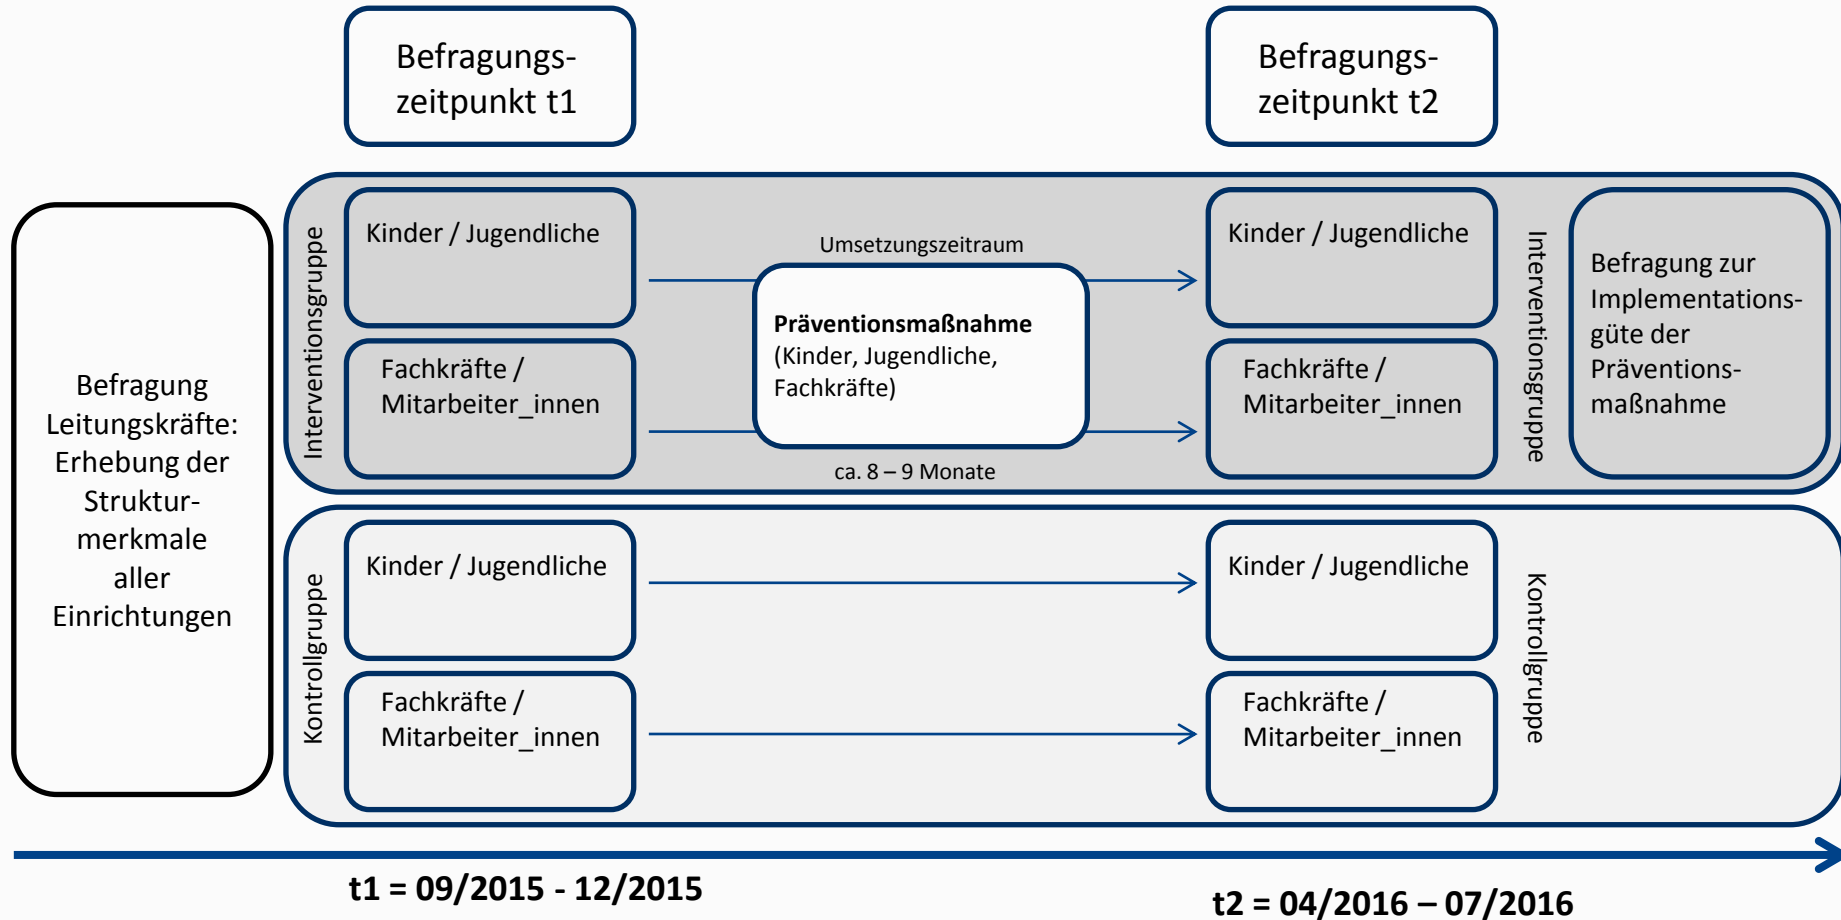 Befragungs-
zeitpunkt t1
Befragungs-
zeitpunkt t2
Befragung
Leitungskräfte:
Erhebung der
Struktur-
merkmale
aller
Einrichtungen
Interventionsgruppe
Kinder / Jugendliche
Fachkräfte /
Mitarbeiter_innen
Umsetzungszeitraum
Präventionsmaßnahme
(Kinder, Jugendliche,
Fachkräfte)
ca. 8 – 9 Monate
Kinder / Jugendliche
Fachkräfte /
Mitarbeiter_innen
Interventionsgruppe
Befragung zur
Implementations-
güte der
Präventions-
maßnahme
Kontrollgruppe
Kinder / Jugendliche
Fachkräfte /
Mitarbeiter_innen
Kinder / Jugendliche
Fachkräfte /
Mitarbeiter_innen
Kontrollgruppe
t1 = 09/2015 - 12/2015
t2 = 04/2016 – 07/2016